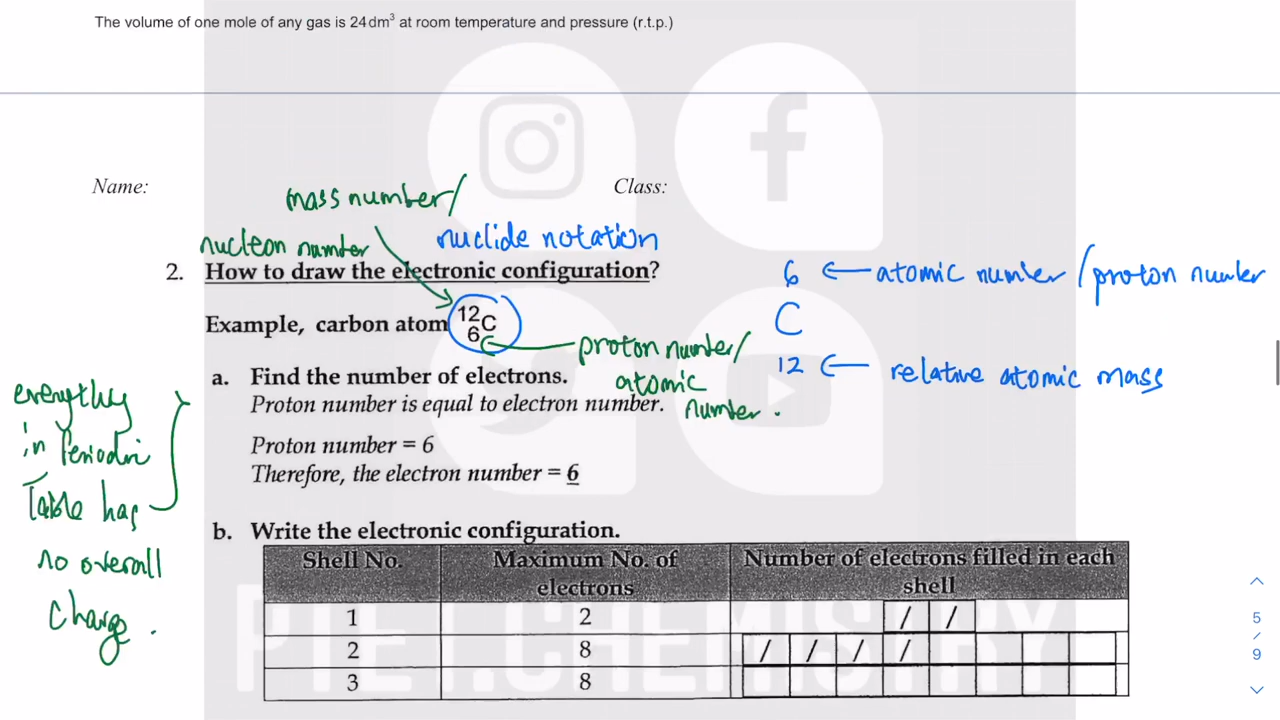 The volume of one mole of any gas is 24 dm³ at room temperature and pressure (r.t.p.)
Name:
Class:
mass number/
nucleon number
nuclide notation
2. How to draw the electronic configuration?
6 ← atomic number / proton number
Example, carbon atom ¹²₆C
C
proton number/
atomic
number.
12 ← relative atomic mass
a. Find the number of electrons.
Proton number is equal to electron number.
Proton number = 6
Therefore, the electron number = 6
everything
in Periodic
Table has
no overall
charge.
b. Write the electronic configuration.
Shell No. Maximum No. of electrons Number of electrons filled in each shell
1 2 / /
2 8 / / / /
3 8
PIET.CHEMISTRY
5
/
9